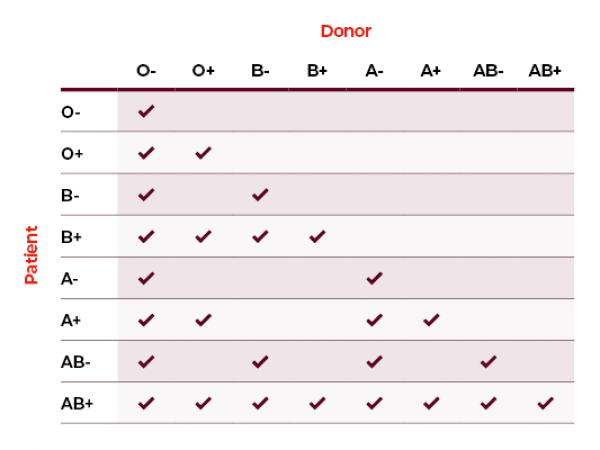 Donor
O- O+ B- B+ A- A+ AB- AB+
O-
O+
B-
B+
Patient
A-
A+
AB-
AB+